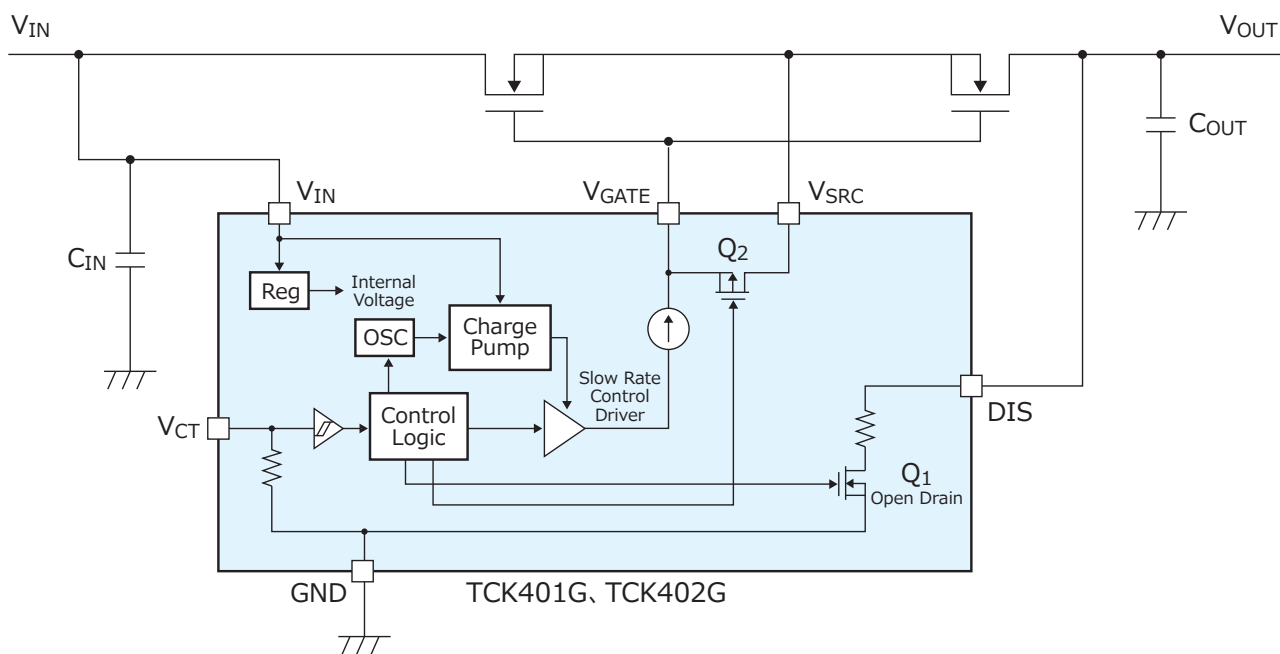 VIN
VOUT
COUT
VIN
VGATE
VSRC
CIN
Q2
Reg
Internal
Voltage
OSC
Charge
Pump
Slow Rate
Control
Driver
DIS
VCT
Control
Logic
Q1
Open Drain
GND
TCK401G、TCK402G